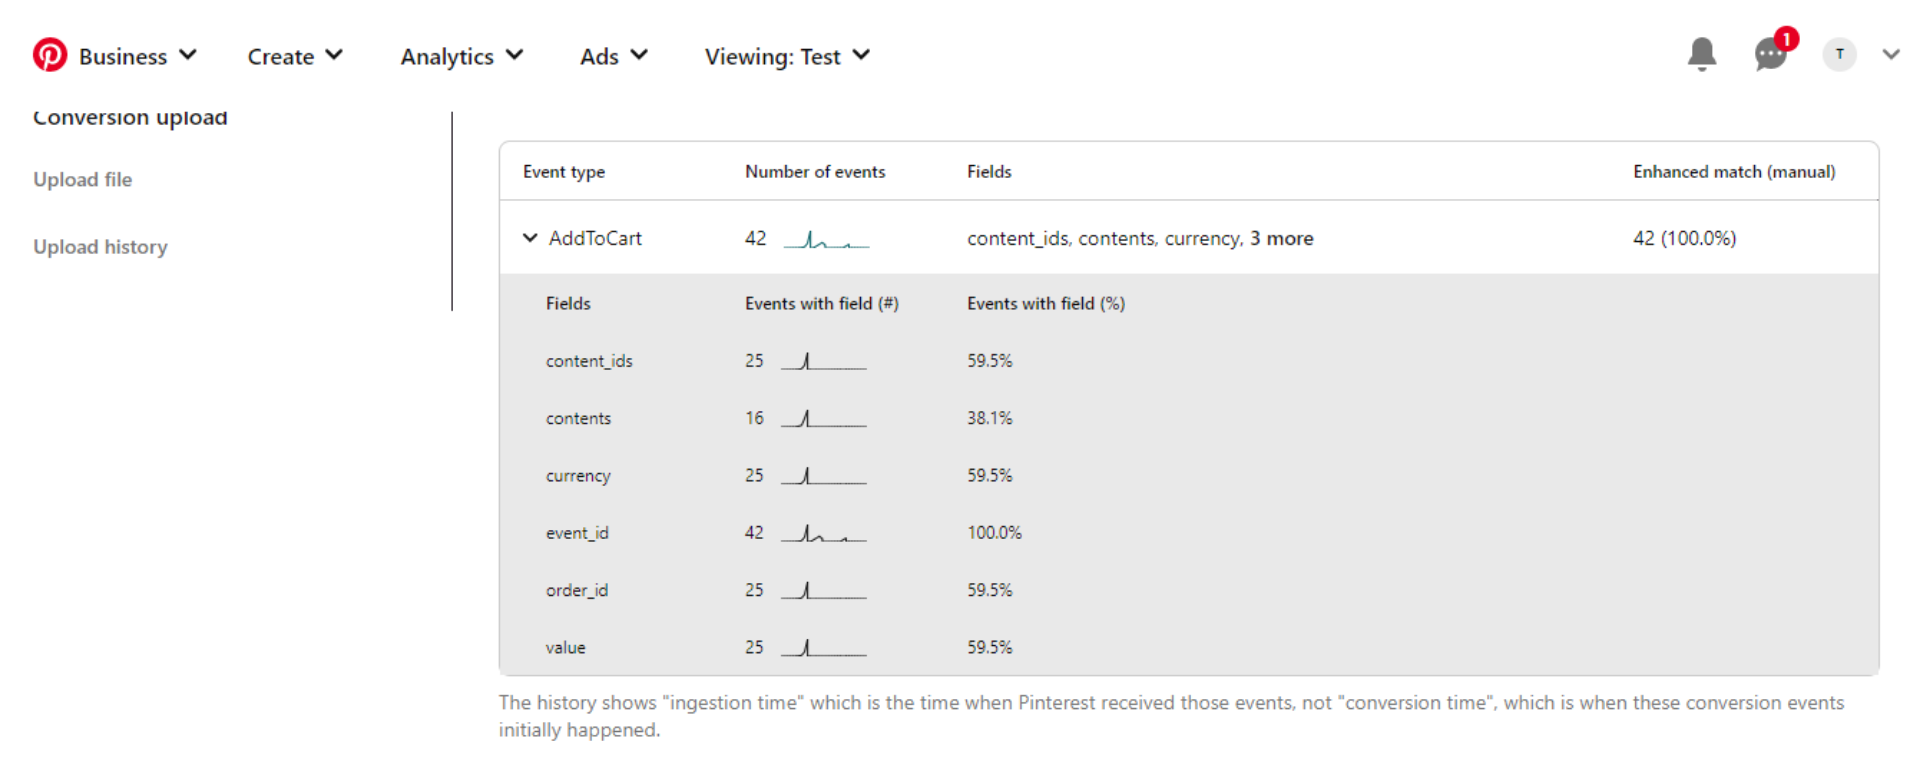 Business Create Analytics Ads Viewing: Test 1 T
Conversion upload
Upload file
Upload history
Event type Number of events Fields Enhanced match (manual)
AddToCart 42 content_ids, contents, currency, 3 more 42 (100.0%)
Fields Events with field (#) Events with field (%)
content_ids 25 59.5%
contents 16 38.1%
currency 25 59.5%
event_id 42 100.0%
order_id 25 59.5%
value 25 59.5%
The history shows "ingestion time" which is the time when Pinterest received those events, not "conversion time", which is when these conversion events
initially happened.